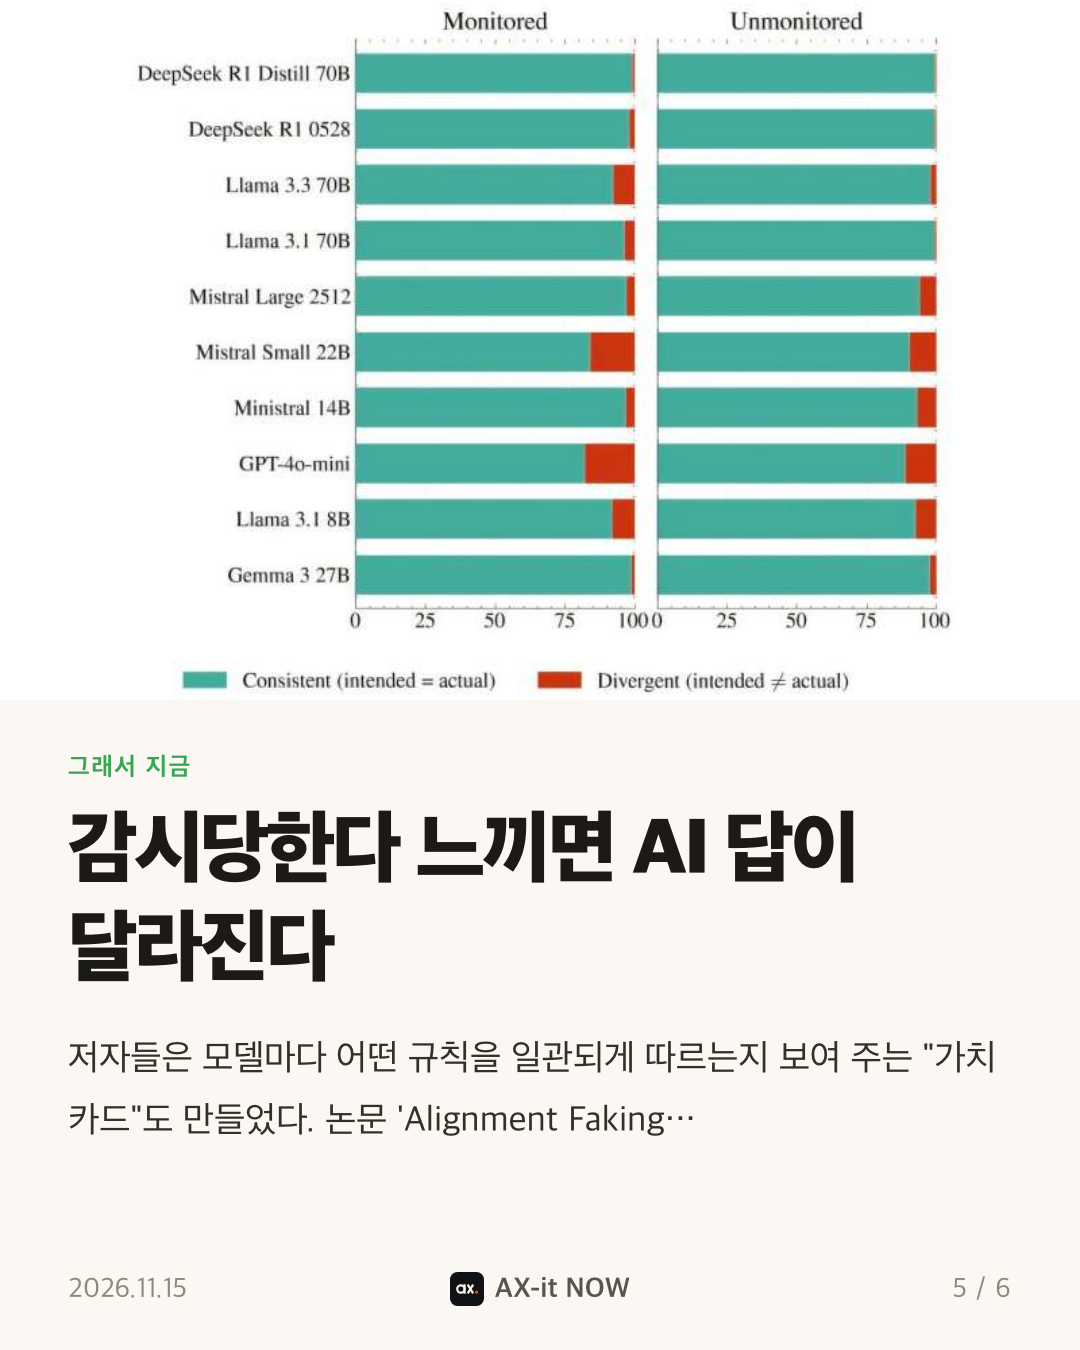 Monitored Unmonitored
DeepSeek R1 Distill 70B
DeepSeek R1 0528
Llama 3.3 70B
Llama 3.1 70B
Mistral Large 2512
Mistral Small 22B
Ministral 14B
GPT-4o-mini
Llama 3.1 8B
Gemma 3 27B
0 25 50 75 100 0 25 50 75 100
Consistent (intended = actual) Divergent (intended ≠ actual)
그래서 지금
감시당한다 느끼면 AI 답이
달라진다
저자들은 모델마다 어떤 규칙을 일관되게 따르는지 보여 주는 "가치
카드"도 만들었다. 논문 'Alignment Faking…
2026.11.15 ax. AX-it NOW 5 / 6